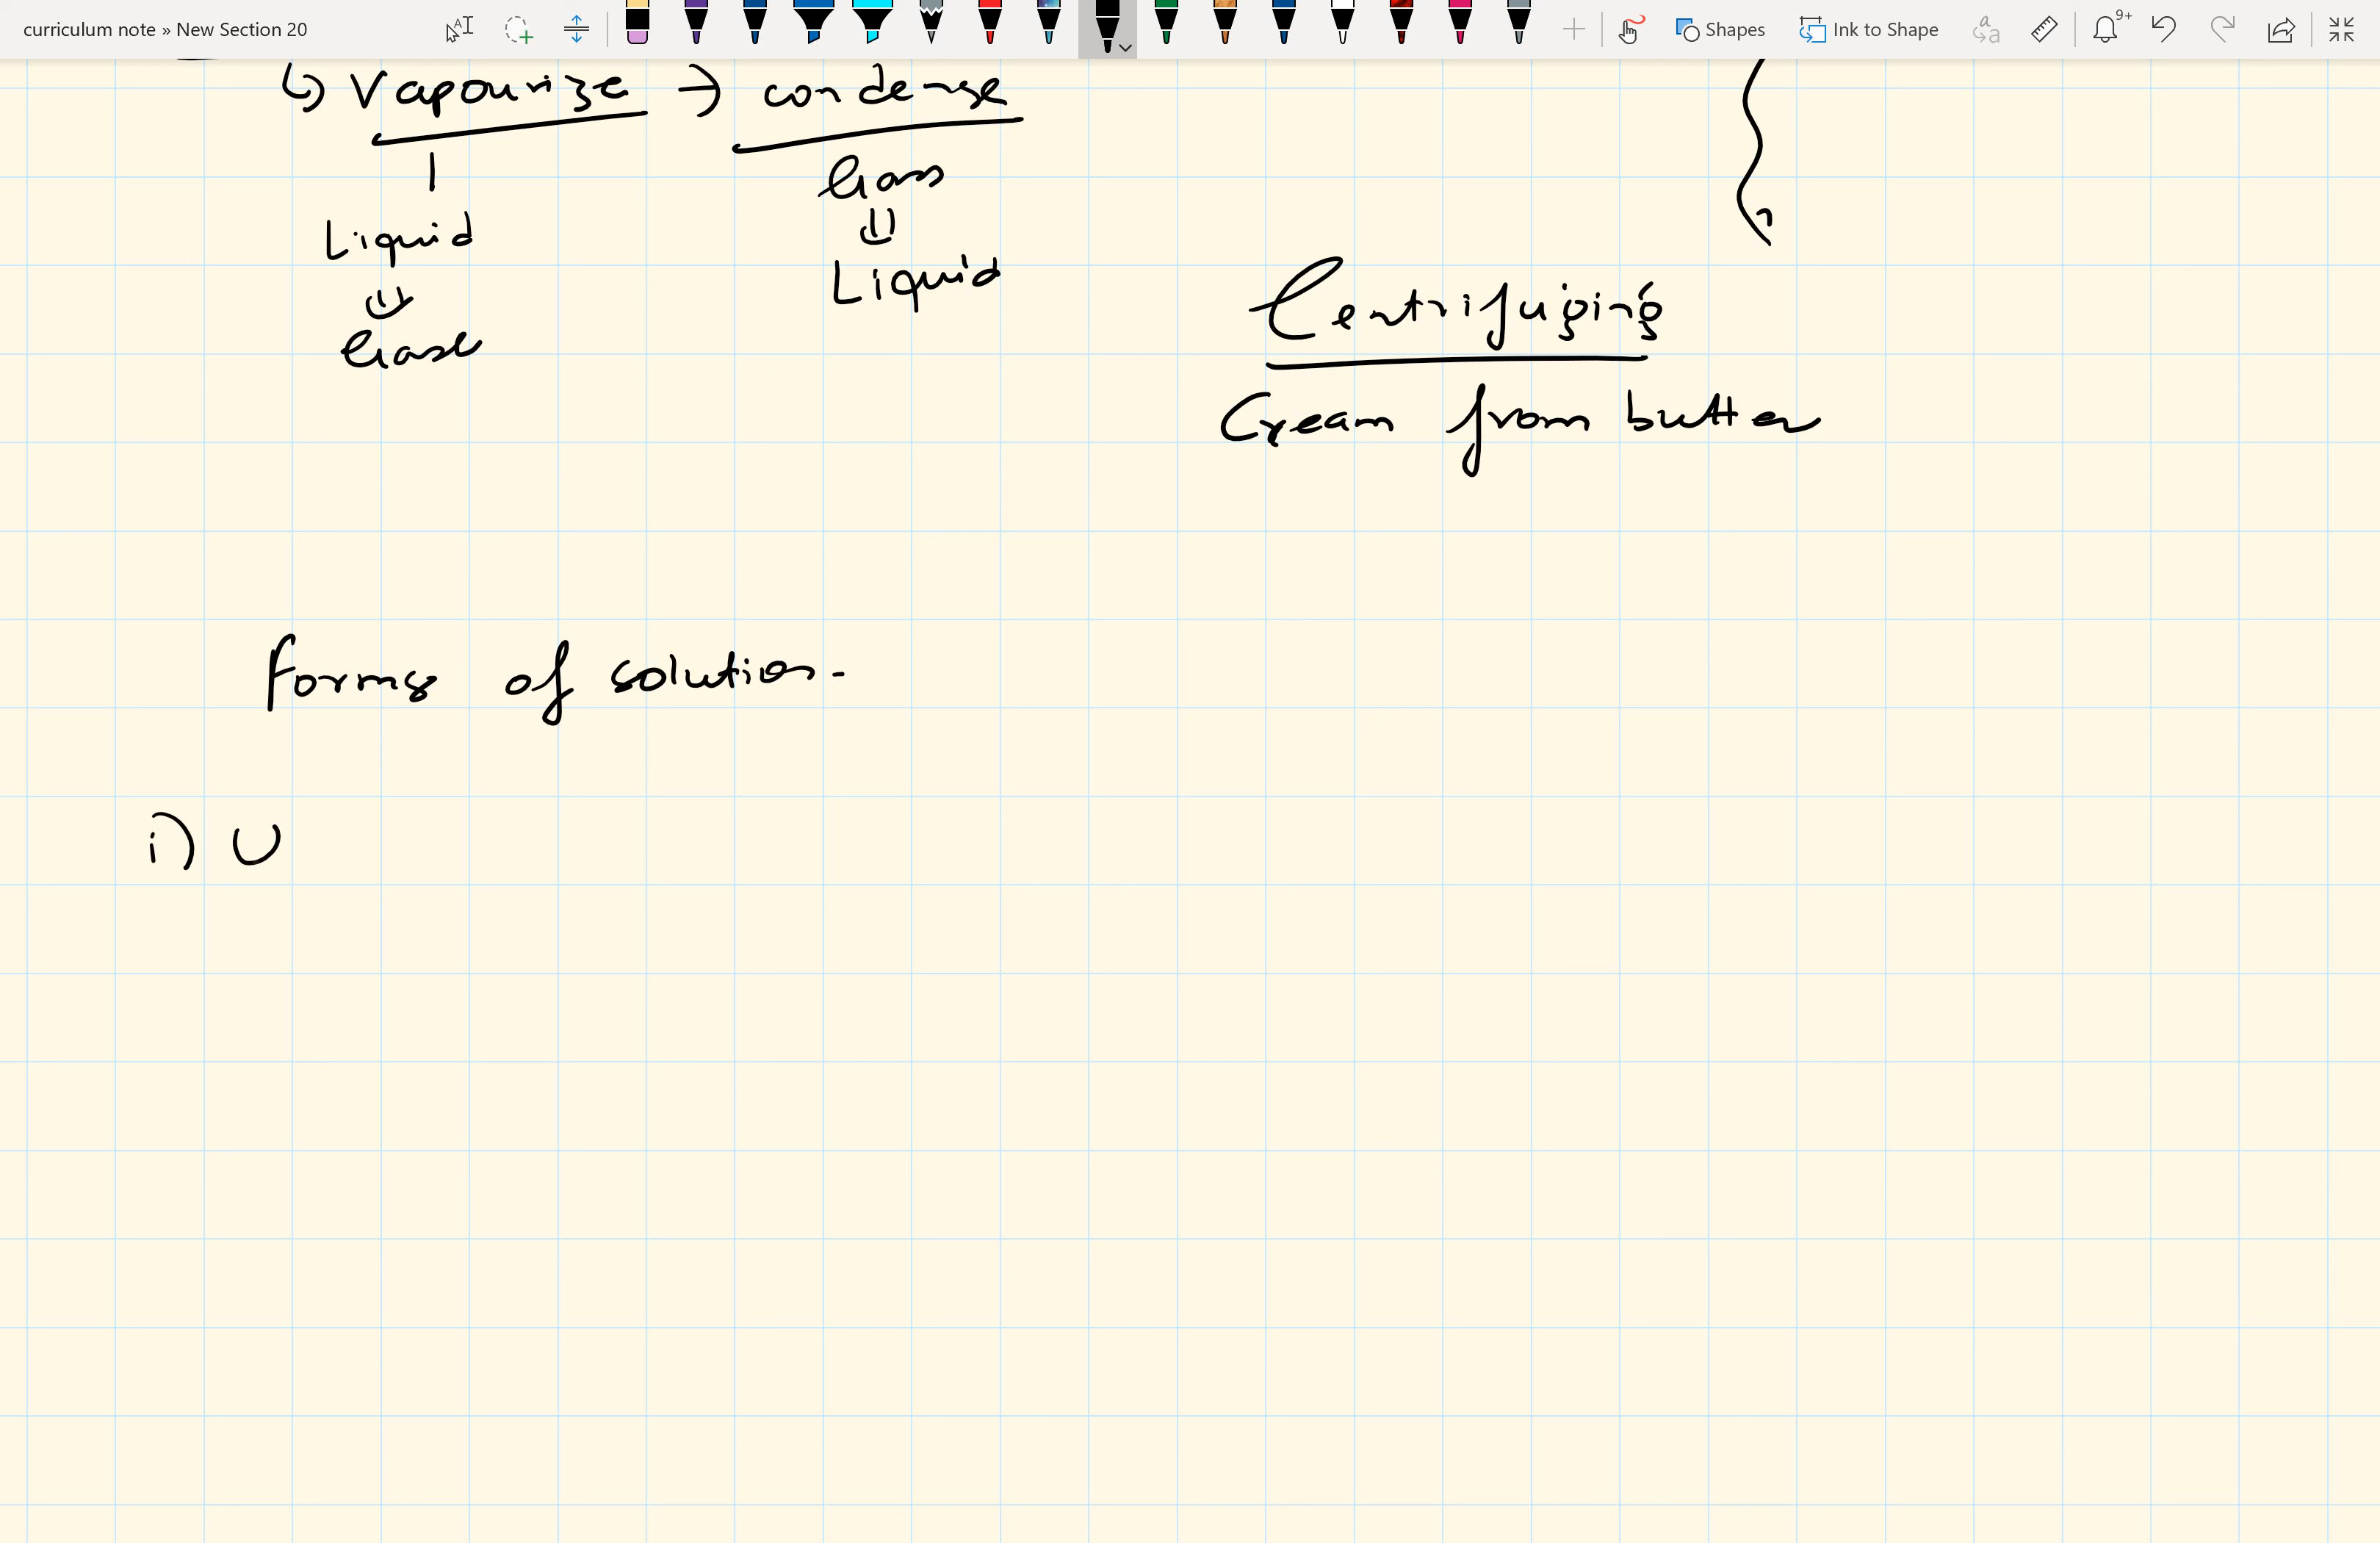 curriculum note » New Section 20
Shapes
Ink to Shape
9+
↳ Vapourize → condense
Liquid
⇓
Gas
⇓
Liquid
Centrifuging
Cream from butter
forms of solution-
i) U